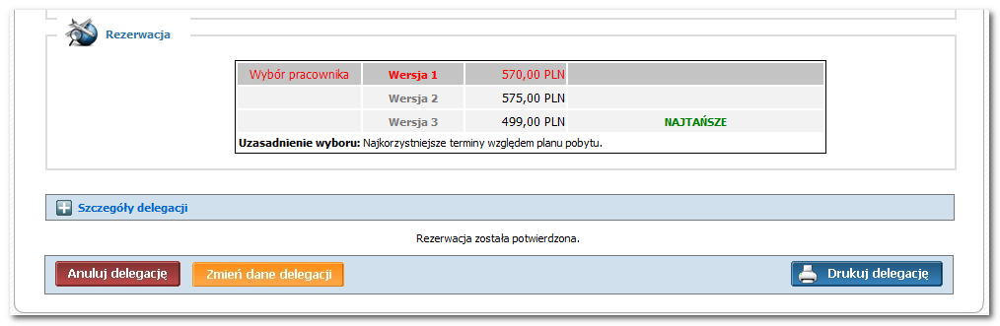 Rezerwacja
Wybór pracownika Wersja 1 570,00 PLN
Wersja 2 575,00 PLN
Wersja 3 499,00 PLN NAJTAŃSZE
Uzasadnienie wyboru: Najkorzystniejsze terminy względem planu pobytu.
Szczegóły delegacji
Rezerwacja została potwierdzona.
Anuluj delegację Zmień dane delegacji Drukuj delegację